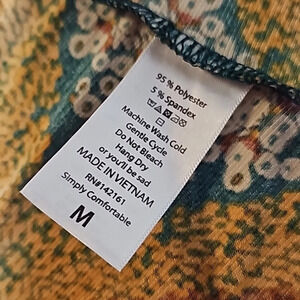 95 % Polyester
5 % Spandex
Machine Wash Cold
Gentle Cycle
Do Not Bleach
Hang Dry
or you'll be sad
MADE IN VIETNAM
RN#142161
Simply Comfortable
M